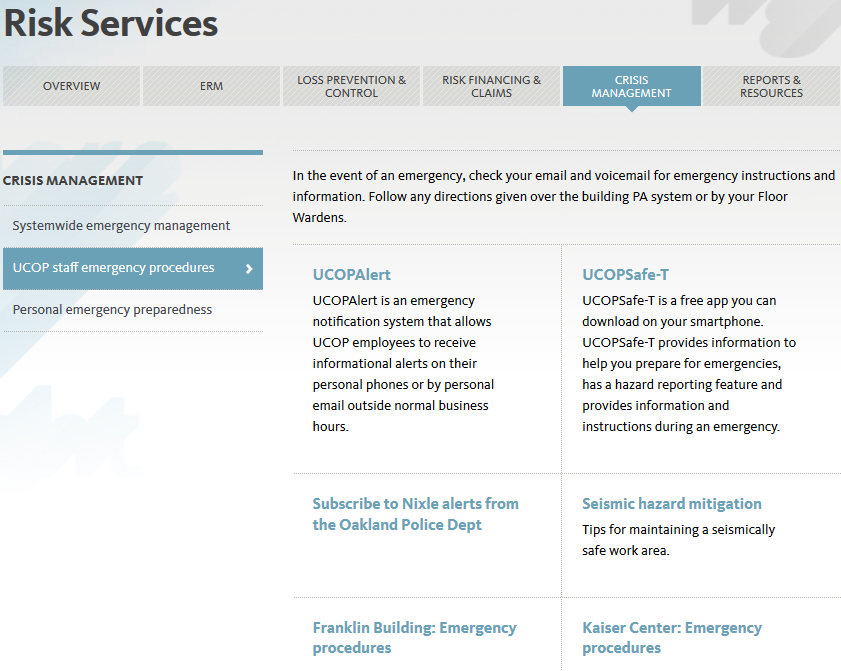 Risk Services
OVERVIEW
ERM
LOSS PREVENTION &
CONTROL
RISK FINANCING &
CLAIMS
CRISIS
MANAGEMENT
REPORTS &
RESOURCES
CRISIS MANAGEMENT
Systemwide emergency management
UCOP staff emergency procedures
Personal emergency preparedness
In the event of an emergency, check your email and voicemail for emergency instructions and
information. Follow any directions given over the building PA system or by your Floor
Wardens.
UCOPAlert
UCOPAlert is an emergency
notification system that allows
UCOP employees to receive
informational alerts on their
personal phones or by personal
email outside normal business
hours.
UCOPSafe-T
UCOPSafe-T is a free app you can
download on your smartphone.
UCOPSafe-T provides information to
help you prepare for emergencies,
has a hazard reporting feature and
provides information and
instructions during an emergency.
Subscribe to Nixle alerts from
the Oakland Police Dept
Seismic hazard mitigation
Tips for maintaining a seismically
safe work area.
Franklin Building: Emergency
procedures
Kaiser Center: Emergency
procedures